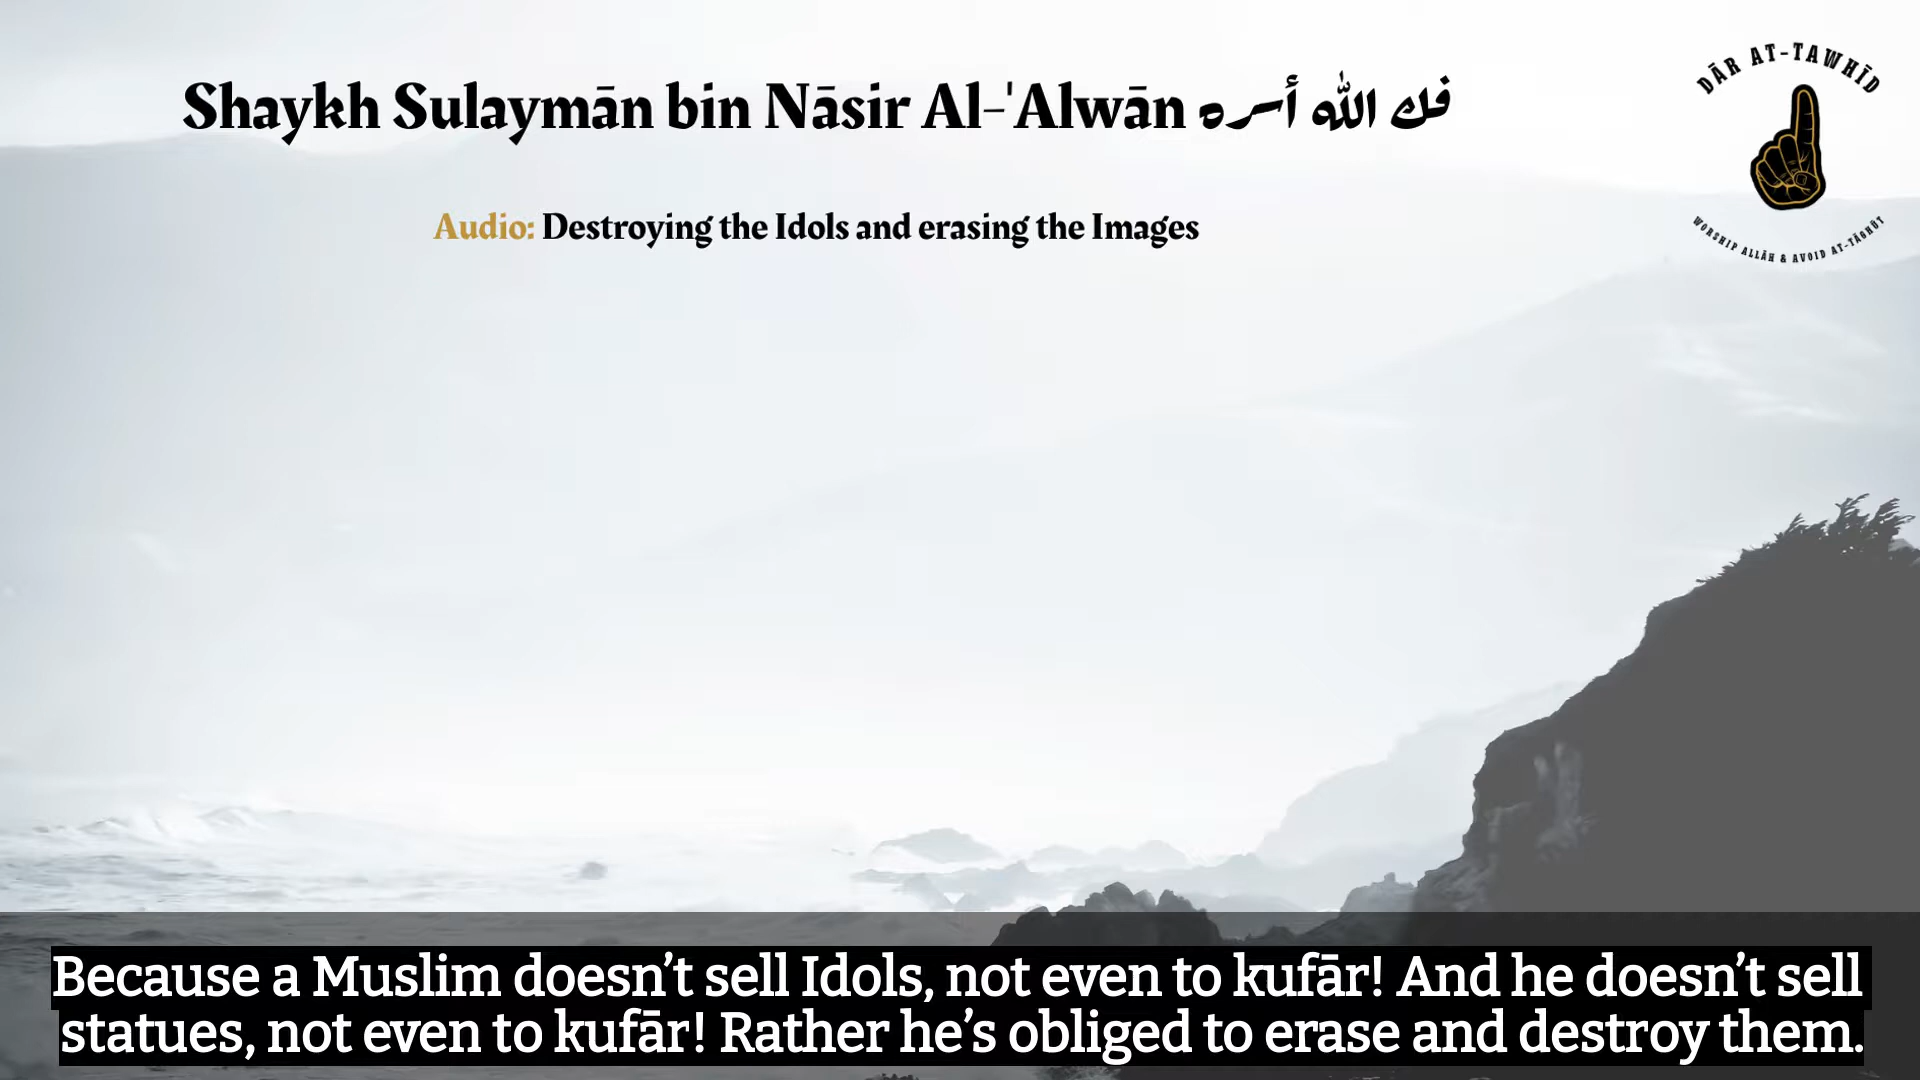 Shaykh Sulaymān bin Nāsir Al-'Alwān فك الله أسره
DĀR AT-TAWHĪD
WORSHIP ALLĀH & AVOID AT-TĀGHŪT
Audio: Destroying the Idols and erasing the Images
Because a Muslim doesn’t sell Idols, not even to kufār! And he doesn’t sell
statues, not even to kufār! Rather he’s obliged to erase and destroy them.